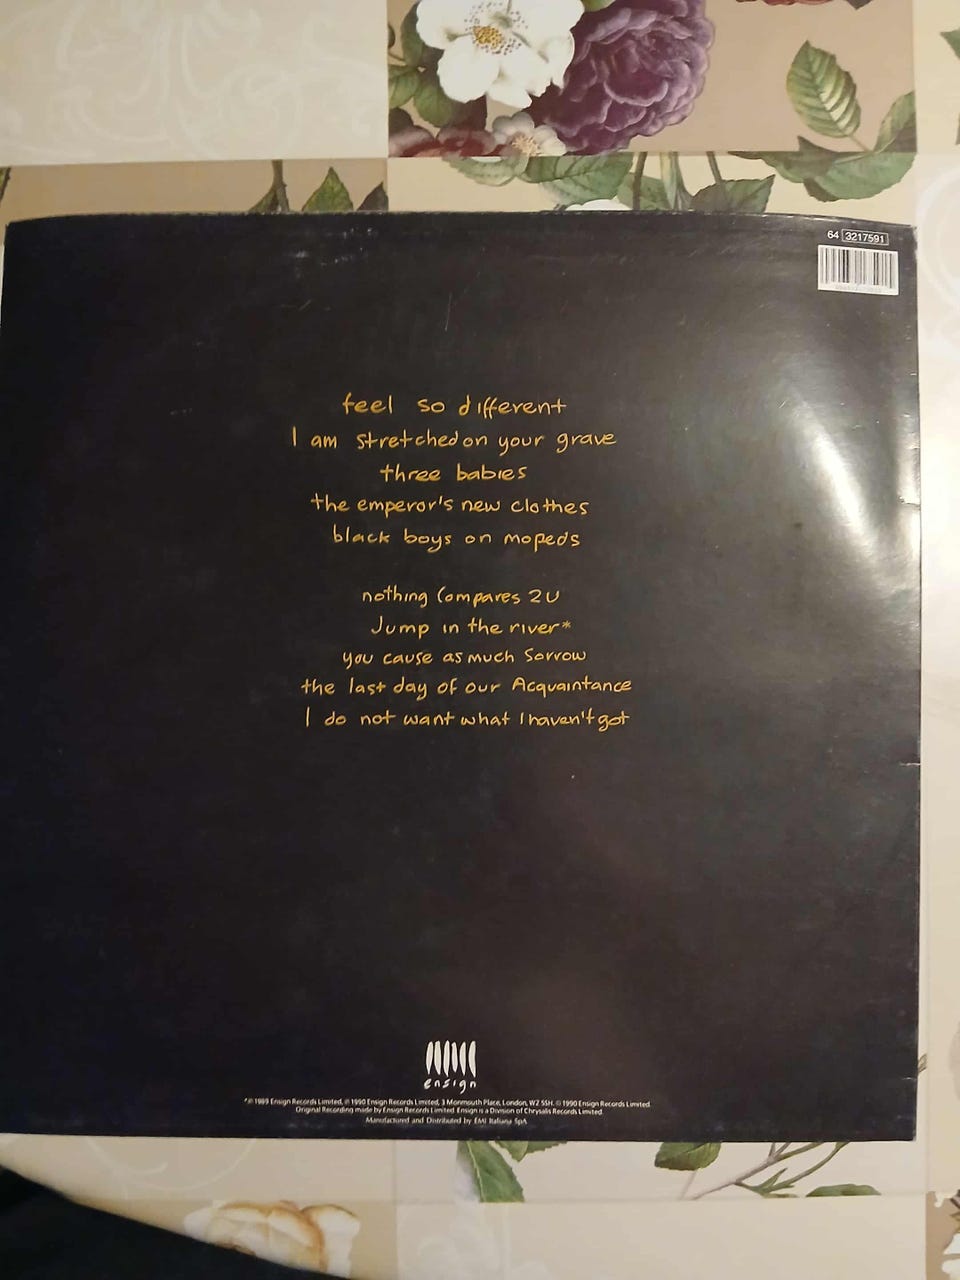 64 3217591
feel so different
I am stretched on your grave
three babies
the emperor's new clothes
black boys on mopeds
nothing Compares 2U
Jump in the river*
you cause as much Sorrow
the last day of our Acquaintance
I do not want what I haven't got
ensign
*℗ 1989 Ensign Records Limited, ℗ 1990 Ensign Records Limited, 3 Monmouth Place, London, W2 5SH. © 1990 Ensign Records Limited.
Original Recording made by Ensign Records Limited Ensign is a Division of Chrysalis Records Limited
Manufactured and Distributed by EMI Italiana SpA